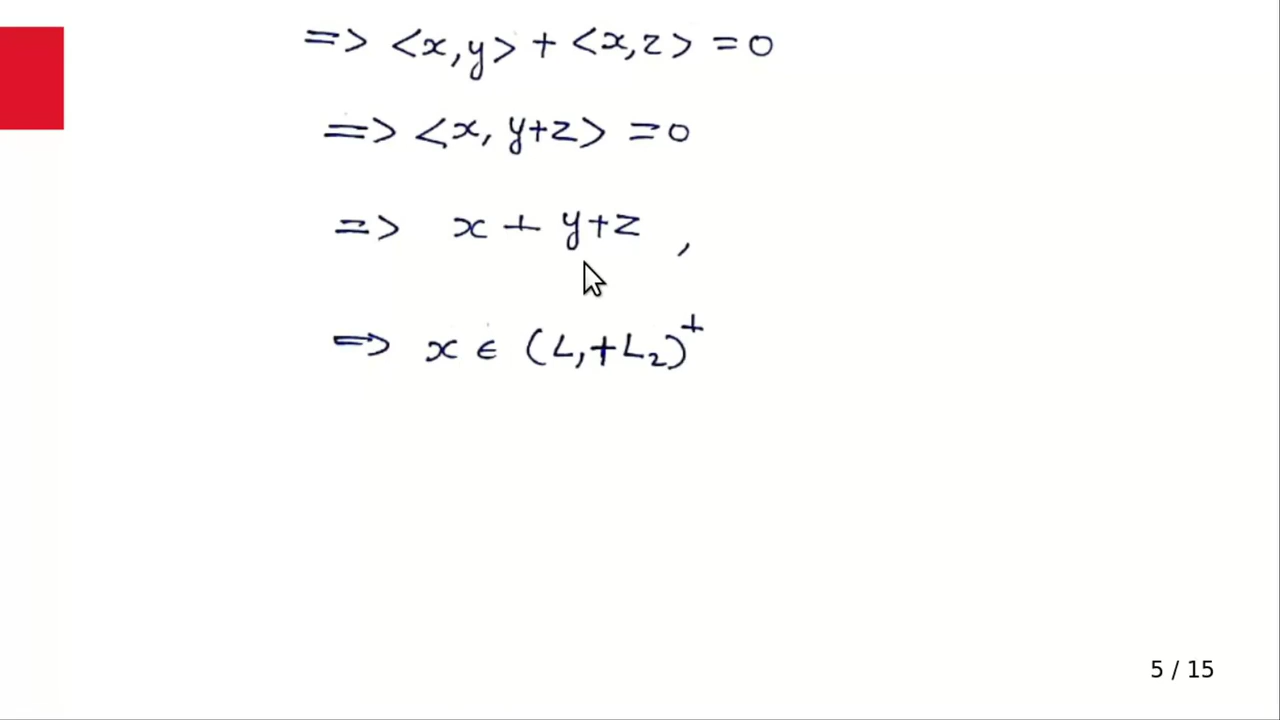 => <x,y> + <x,z> =0
=> <x, y+z> =0
=> x ⊥ y+z ,
=> x ∈ (L₁+L₂)^⊥
5 / 15